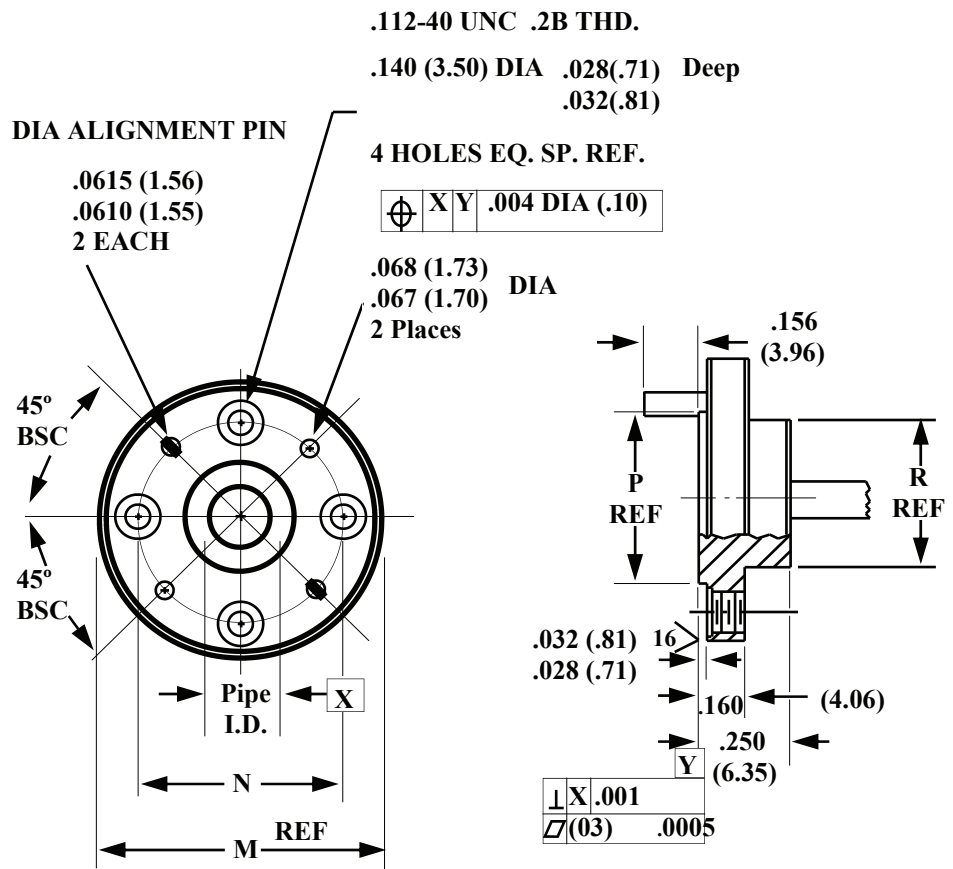 .112-40 UNC .2B THD.
.140 (3.50) DIA .028(.71) Deep
.032(.81)
DIA ALIGNMENT PIN
.0615 (1.56)
.0610 (1.55)
2 EACH
4 HOLES EQ. SP. REF.
X Y .004 DIA (.10)
.068 (1.73)
.067 (1.70)
DIA
2 Places
45º
BSC
45º
BSC
Pipe
I.D.
X
N
M REF
.156
(3.96)
P
REF
R
REF
.032 (.81)
.028 (.71)
16
.160 (4.06)
.250
(6.35)
Y
⊥ X .001
⏥ (03) .0005